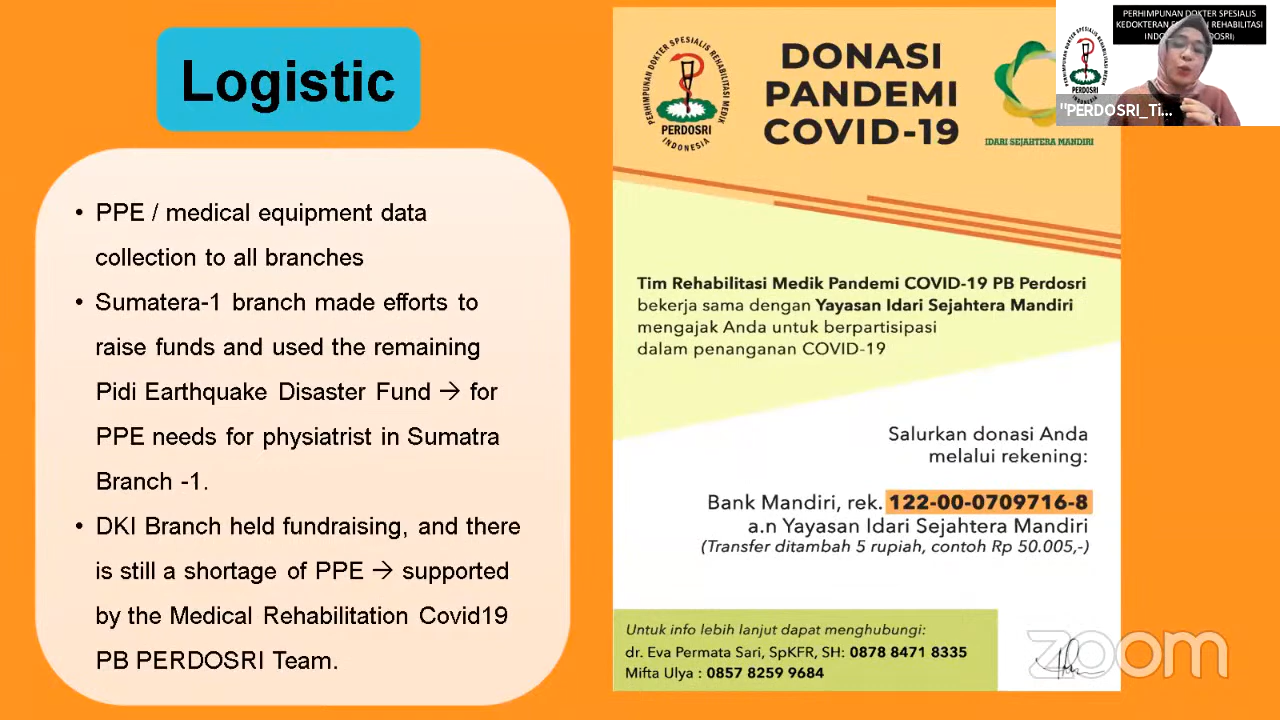 Logistic
• PPE / medical equipment data
collection to all branches
• Sumatera-1 branch made efforts to
raise funds and used the remaining
Pidi Earthquake Disaster Fund → for
PPE needs for physiatrist in Sumatra
Branch -1.
• DKI Branch held fundraising, and there
is still a shortage of PPE → supported
by the Medical Rehabilitation Covid19
PB PERDOSRI Team.
PERHIMPUNAN DOKTER SPESIALIS REHABILITASI MEDIK
PERDOSRI
INDONESIA
DONASI
PANDEMI
COVID-19
IDARI SEJAHTERA MANDIRI
Tim Rehabilitasi Medik Pandemi COVID-19 PB Perdosri
bekerja sama dengan Yayasan Idari Sejahtera Mandiri
mengajak Anda untuk berpartisipasi
dalam penanganan COVID-19
Salurkan donasi Anda
melalui rekening:
Bank Mandiri, rek. 122-00-0709716-8
a.n Yayasan Idari Sejahtera Mandiri
(Transfer ditambah 5 rupiah, contoh Rp 50.005,-)
Untuk info lebih lanjut dapat menghubungi:
dr. Eva Permata Sari, SpKFR, SH: 0878 8471 8335
Mifta Ulya : 0857 8259 9684
PERHIMPUNAN DOKTER SPESIALIS
KEDOKTERAN REHABILITASI
PERDOSRI
"PERDOSRI_Ti...
zoom